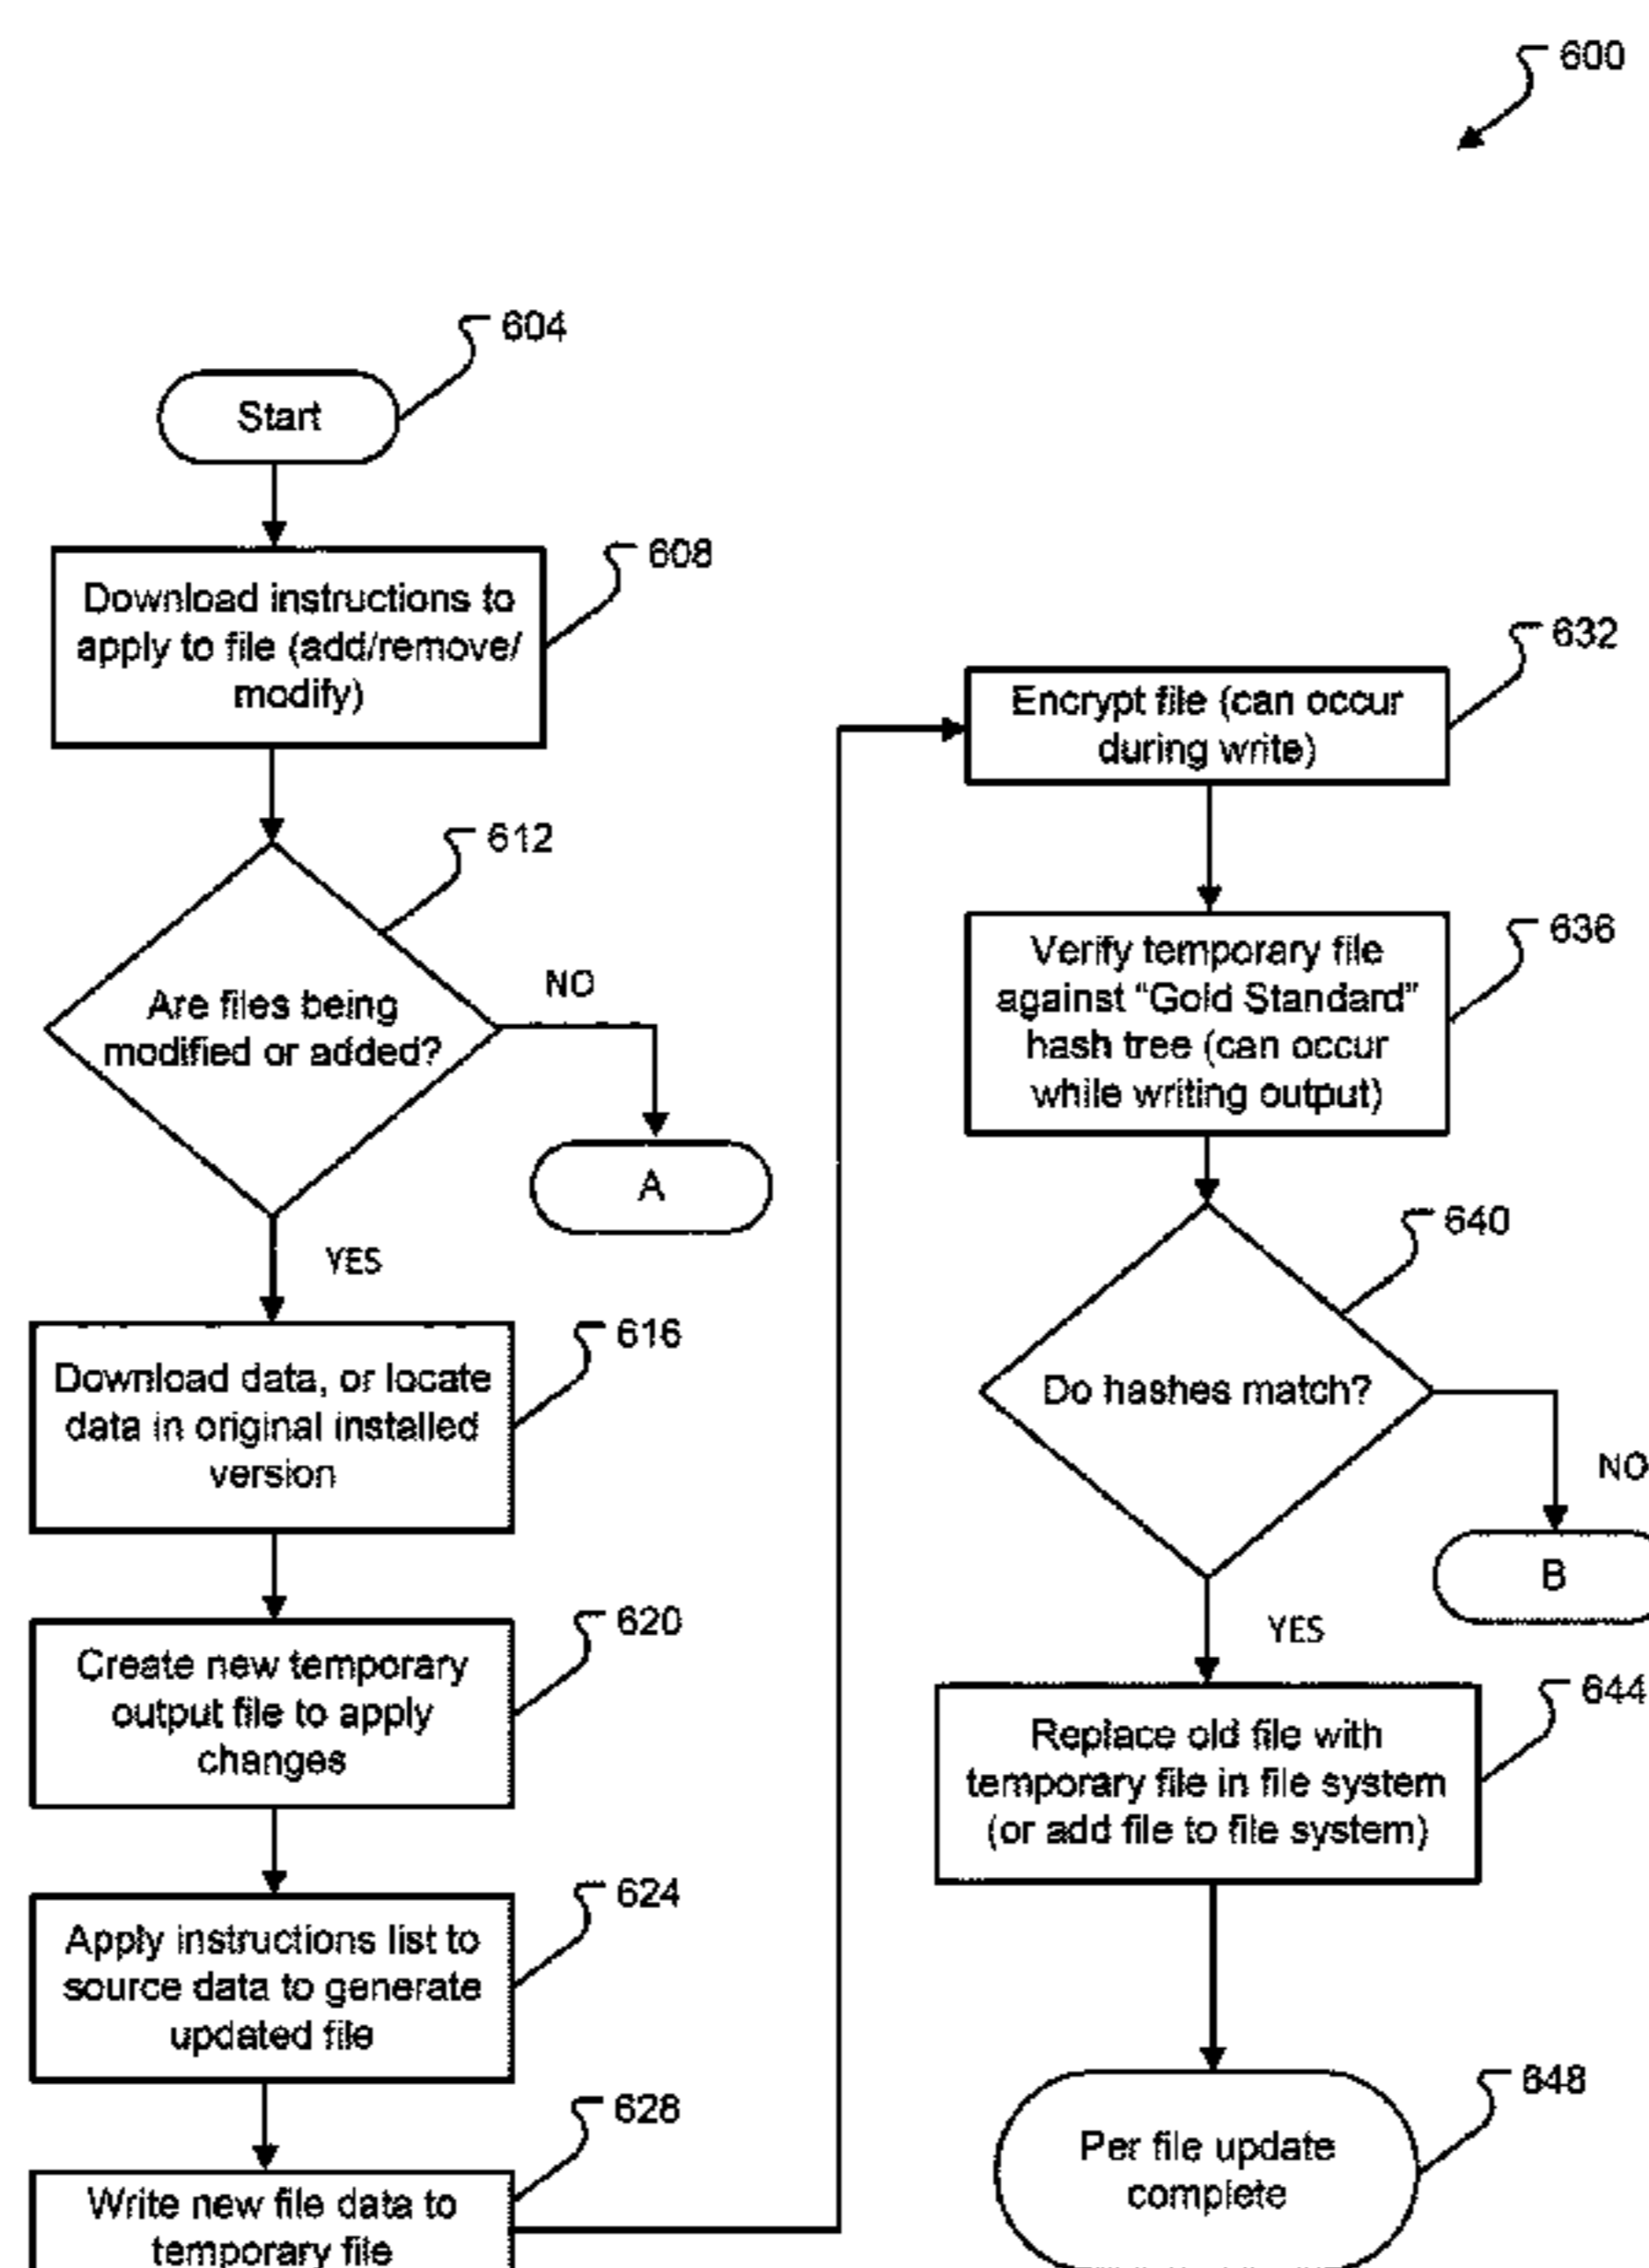 600
604
Start
608
Download instructions to
apply to file (add/remove/
modify)
612
Are files being
modified or added?
NO
A
YES
616
Download data, or locate
data in original installed
version
620
Create new temporary
output file to apply
changes
624
Apply instructions list to
source data to generate
updated file
628
Write new file data to
temporary file
632
Encrypt file (can occur
during write)
636
Verify temporary file
against “Gold Standard”
hash tree (can occur
while writing output)
640
Do hashes match?
NO
B
YES
644
Replace old file with
temporary file in file system
(or add file to file system)
648
Per file update
complete